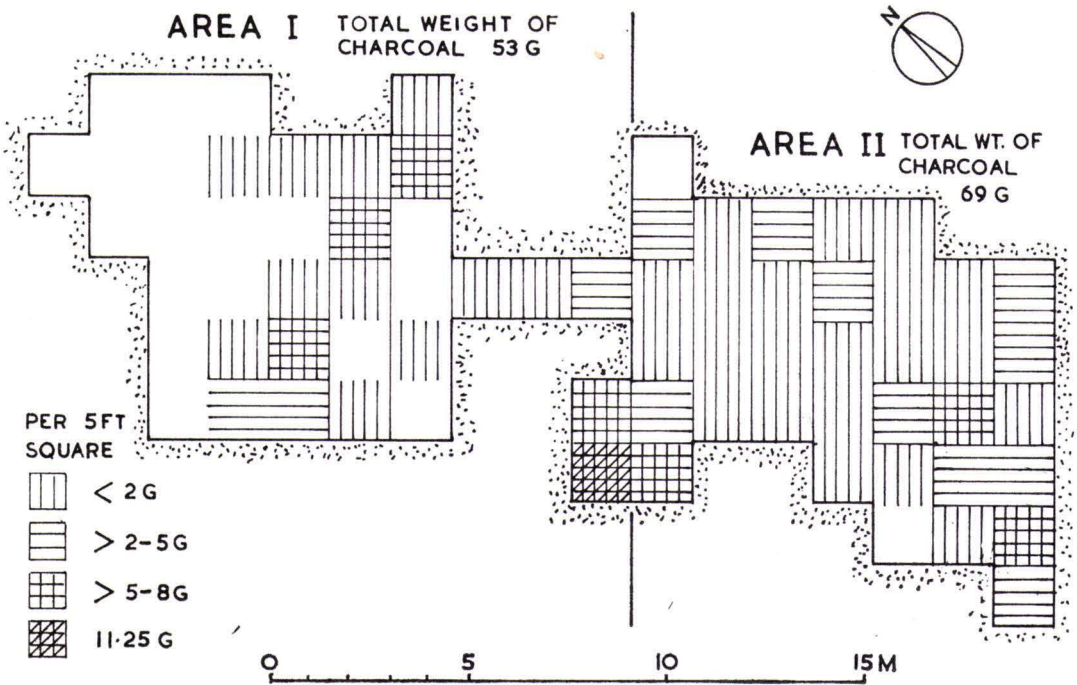 AREA I
TOTAL WEIGHT OF
CHARCOAL 53 G
N
AREA II
TOTAL WT. OF
CHARCOAL
69 G
PER 5FT
SQUARE
< 2 G
> 2-5 G
> 5-8 G
11·25 G
0 5 10 15 M